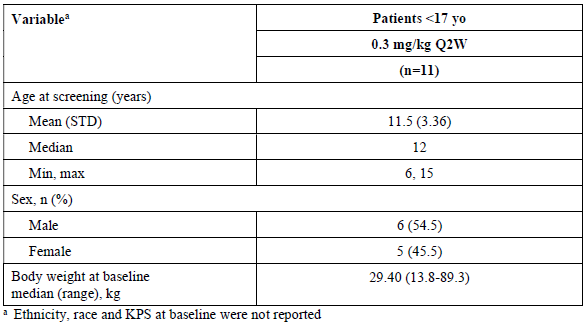 Variableᵃ Patients <17 yo
0.3 mg/kg Q2W
(n=11)
Age at screening (years)
Mean (STD) 11.5 (3.36)
Median 12
Min, max 6, 15
Sex, n (%)
Male 6 (54.5)
Female 5 (45.5)
Body weight at baseline 29.40 (13.8-89.3)
median (range), kg
ᵃ Ethnicity, race and KPS at baseline were not reported